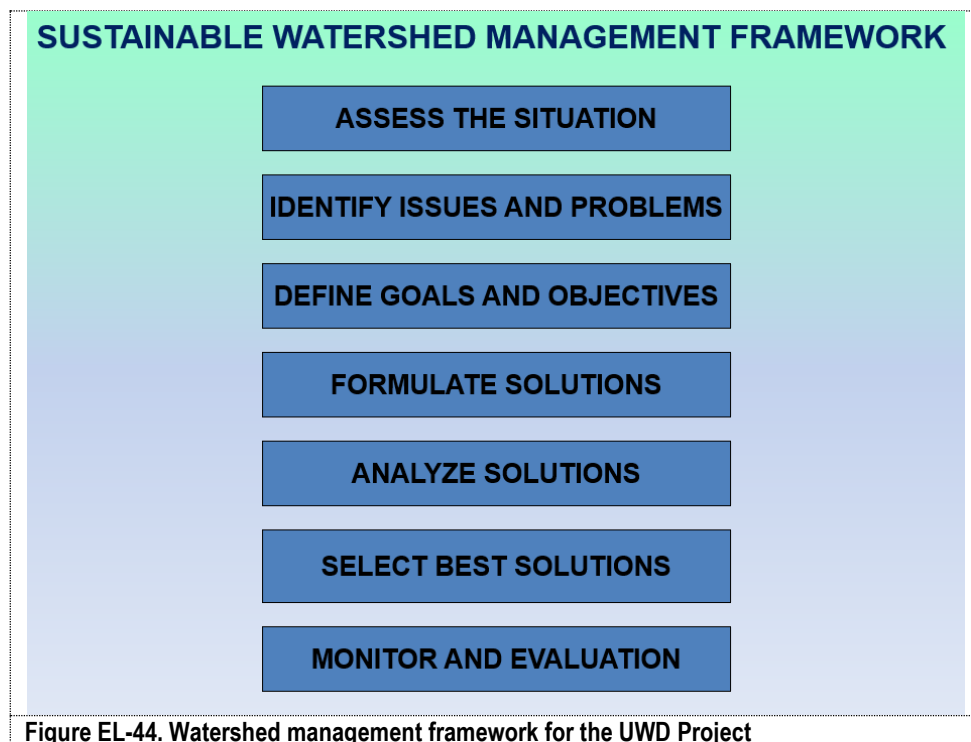 SUSTAINABLE WATERSHED MANAGEMENT FRAMEWORK
ASSESS THE SITUATION
IDENTIFY ISSUES AND PROBLEMS
DEFINE GOALS AND OBJECTIVES
FORMULATE SOLUTIONS
ANALYZE SOLUTIONS
SELECT BEST SOLUTIONS
MONITOR AND EVALUATION
Figure EL-44. Watershed management framework for the UWD Project